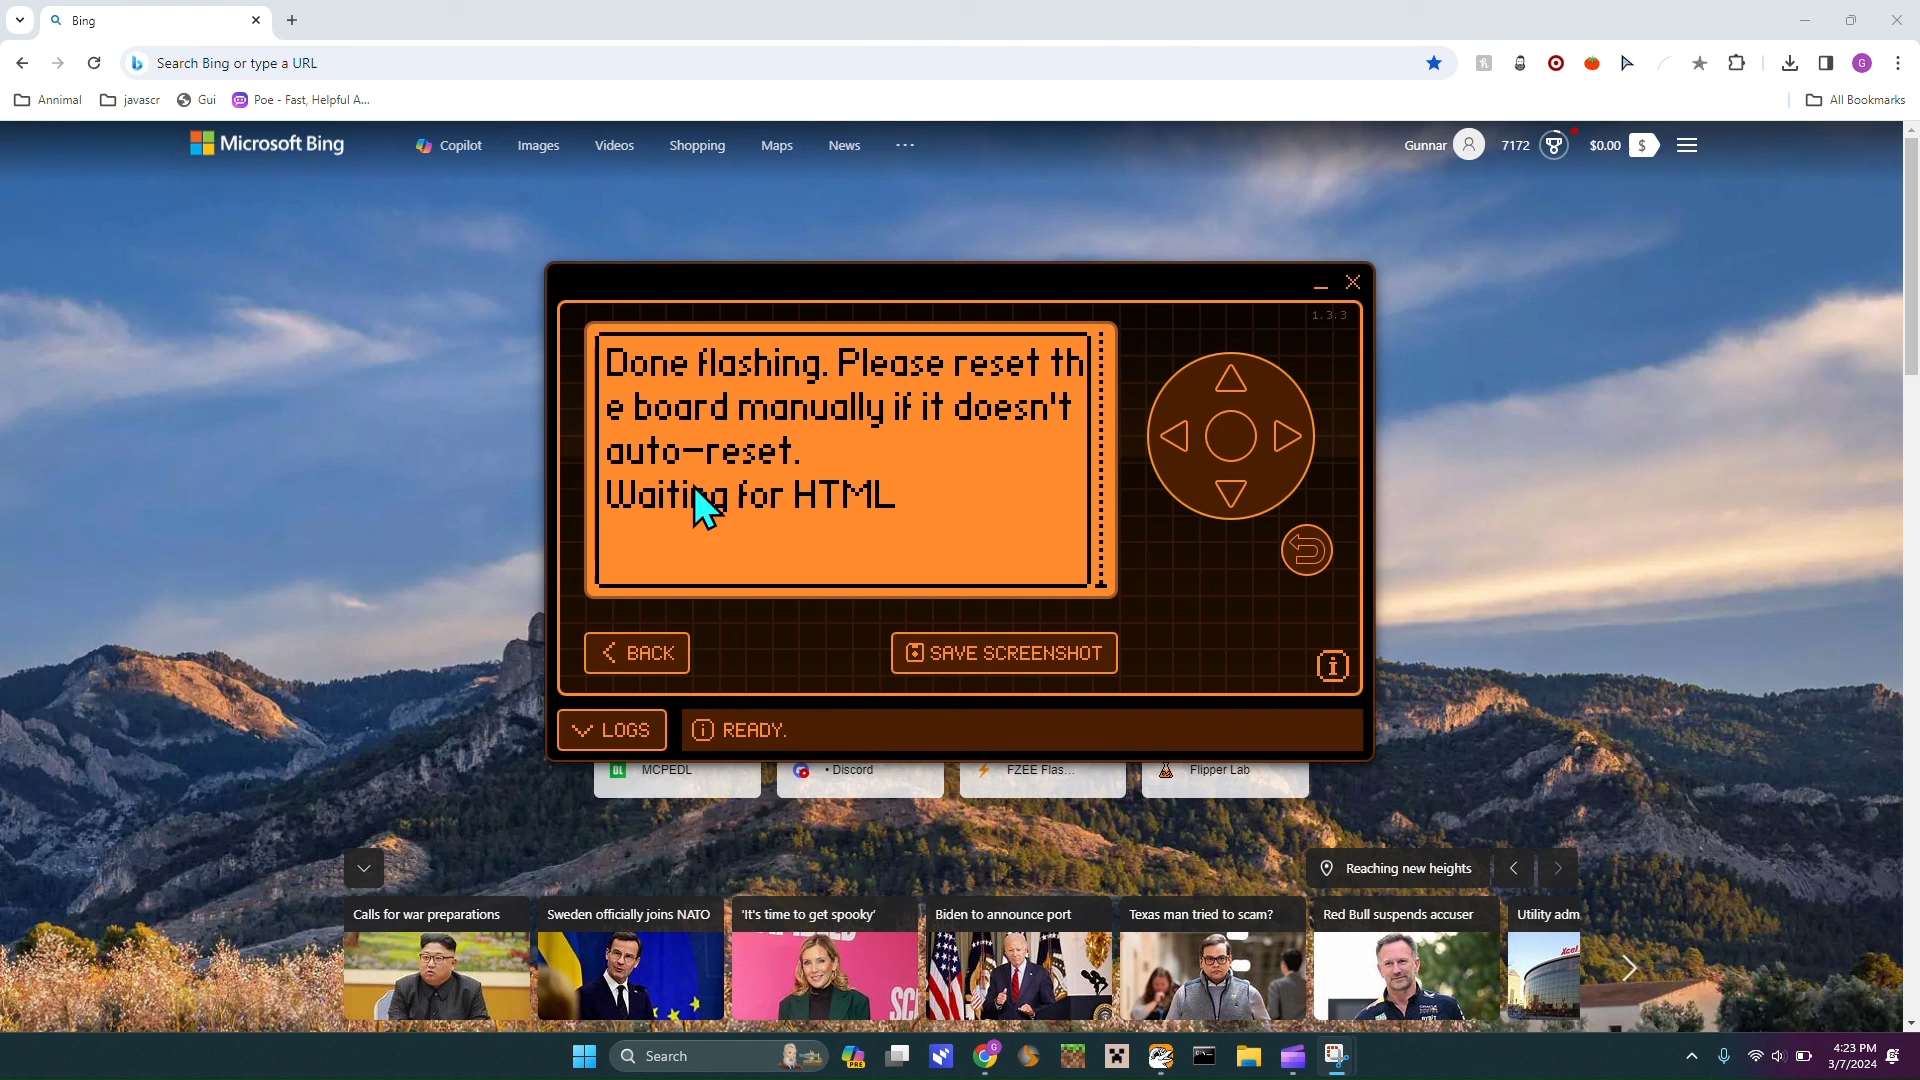 Bing
Search Bing or type a URL
Annimal
javascr
Gui
Poe - Fast, Helpful A...
All Bookmarks
Microsoft Bing
Copilot
Images
Videos
Shopping
Maps
News
Gunnar
7172
$0.00
1.3.3
Done flashing. Please reset th
e board manually if it doesn't
auto-reset.
Waiting for HTML
BACK
SAVE SCREENSHOT
LOGS
READY.
MCPEDL
• Discord
FZEE Flas...
Flipper Lab
Reaching new heights
Calls for war preparations
Sweden officially joins NATO
'It's time to get spooky'
Biden to announce port
Texas man tried to scam?
Red Bull suspends accuser
Utility adm
Search
4:23 PM
3/7/2024